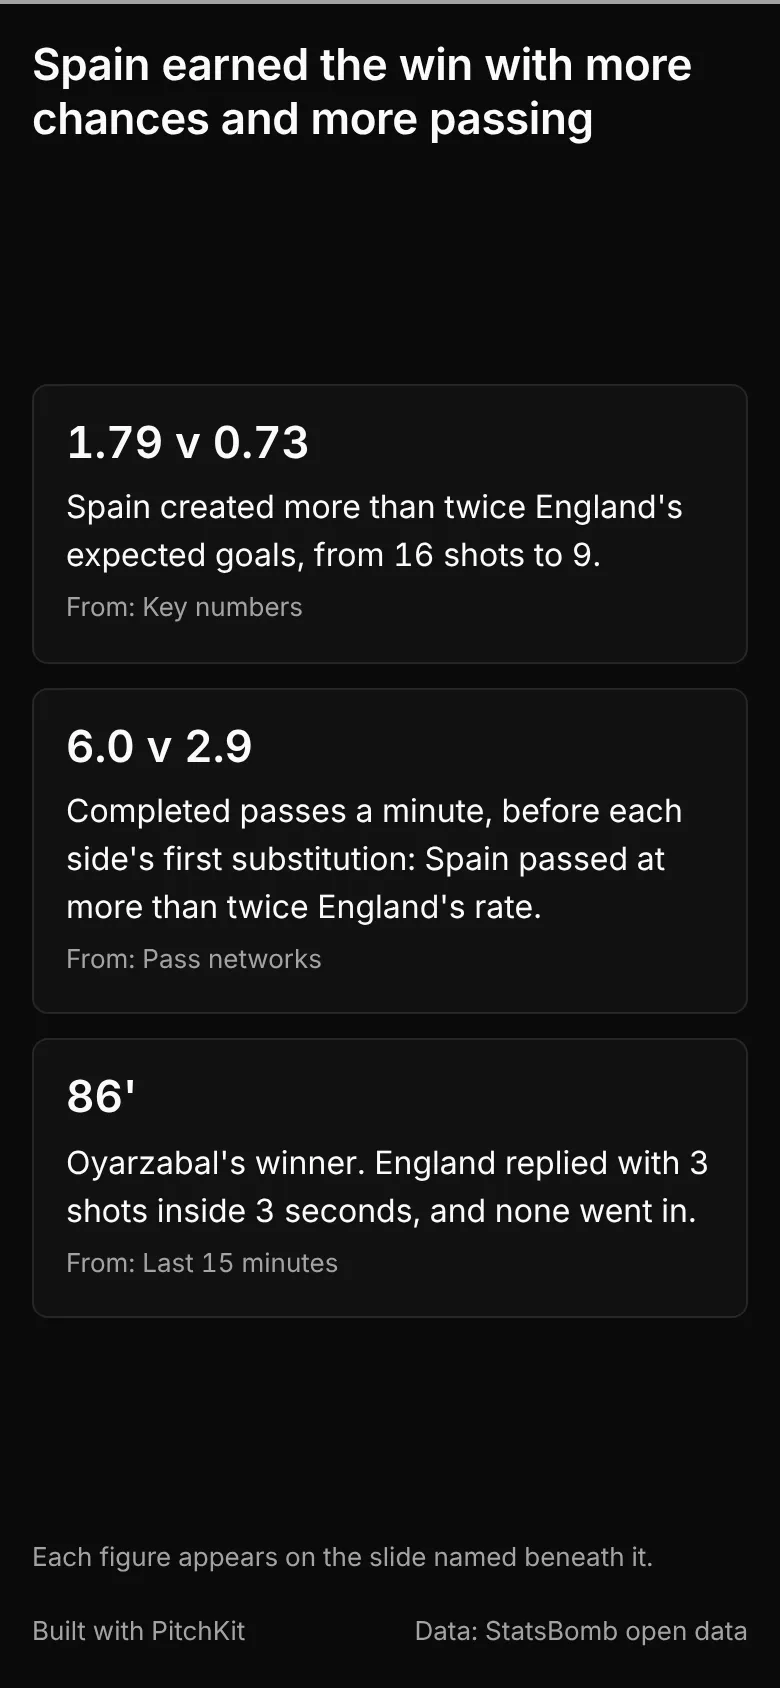 Spain earned the win with more
chances and more passing
1.79 v 0.73
Spain created more than twice England's
expected goals, from 16 shots to 9.
From: Key numbers
6.0 v 2.9
Completed passes a minute, before each
side's first substitution: Spain passed at
more than twice England's rate.
From: Pass networks
86'
Oyarzabal's winner. England replied with 3
shots inside 3 seconds, and none went in.
From: Last 15 minutes
Each figure appears on the slide named beneath it.
Built with PitchKit
Data: StatsBomb open data